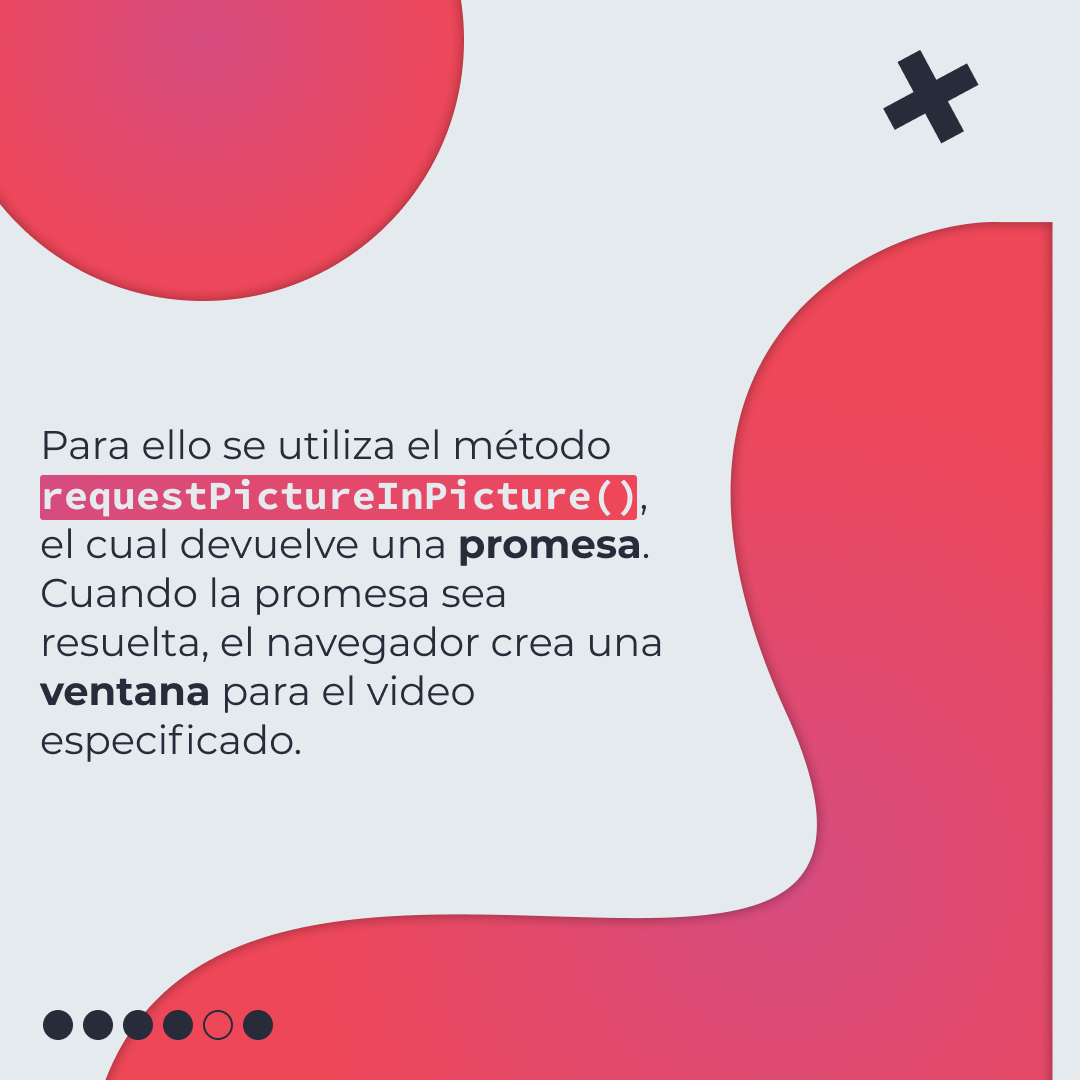 Para ello se utiliza el método
requestPictureInPicture(),
el cual devuelve una promesa.
Cuando la promesa sea
resuelta, el navegador crea una
ventana para el video
especificado.